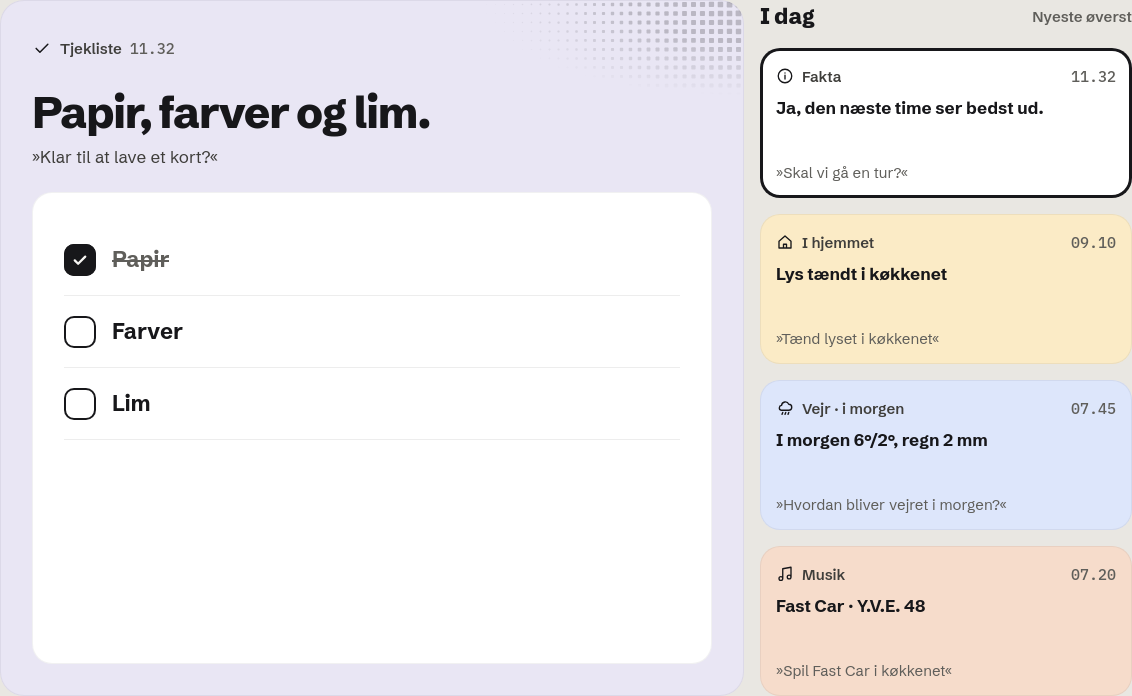 Tjekliste 11.32
Papir, farver og lim.
»Klar til at lave et kort?«
Papir
Farver
Lim
I dag
Nyeste øverst
Fakta 11.32
Ja, den næste time ser bedst ud.
»Skal vi gå en tur?«
I hjemmet 09.10
Lys tændt i køkkenet
»Tænd lyset i køkkenet«
Vejr · i morgen 07.45
I morgen 6°/2°, regn 2 mm
»Hvordan bliver vejret i morgen?«
Musik 07.20
Fast Car · Y.V.E. 48
»Spil Fast Car i køkkenet«